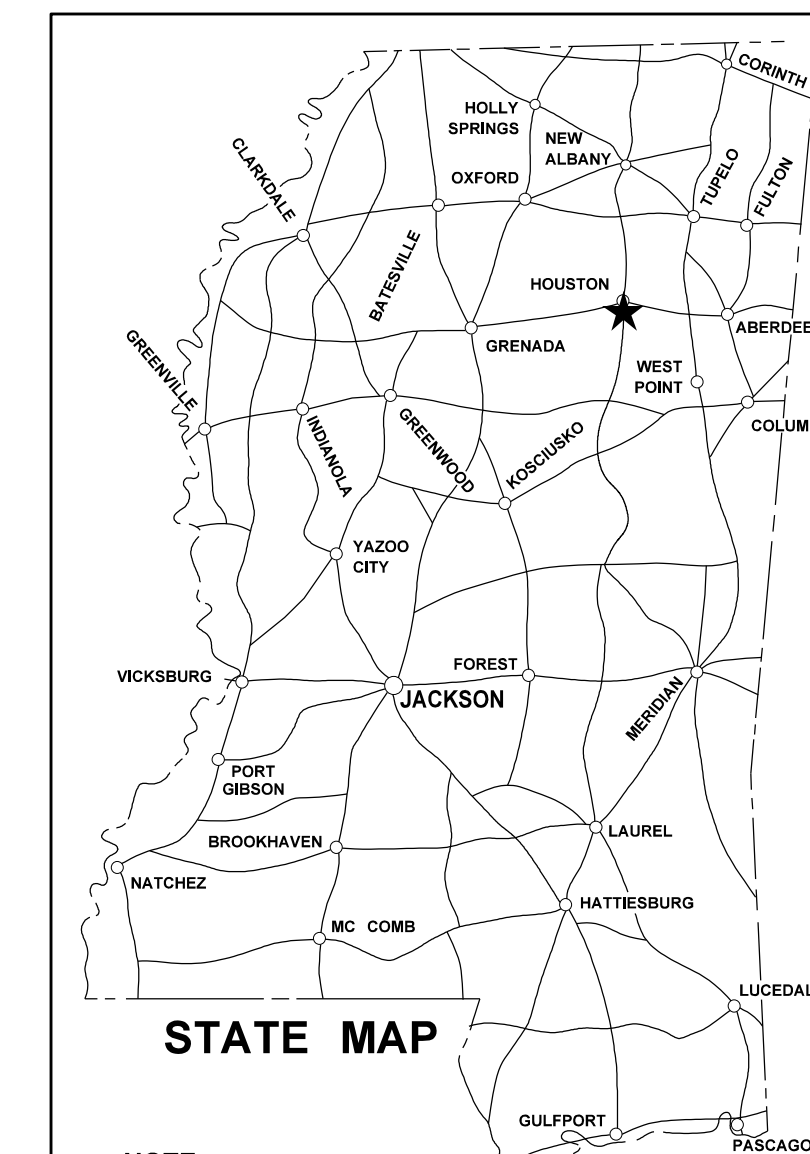 CORINTH
HOLLY
SPRINGS
NEW
ALBANY
CLARKDALE
OXFORD
TUPELO
FULTON
BATESVILLE
HOUSTON
ABERDEE
GREENVILLE
GRENADA
WEST
POINT
COLUM
INDIANOLA
GREENWOOD
KOSCIUSKO
YAZOO
CITY
VICKSBURG
FOREST
JACKSON
MERIDIAN
PORT
GIBSON
BROOKHAVEN
LAUREL
NATCHEZ
HATTIESBURG
MC COMB
LUCEDAL
STATE MAP
GULFPORT
PASCAGO
NOTE